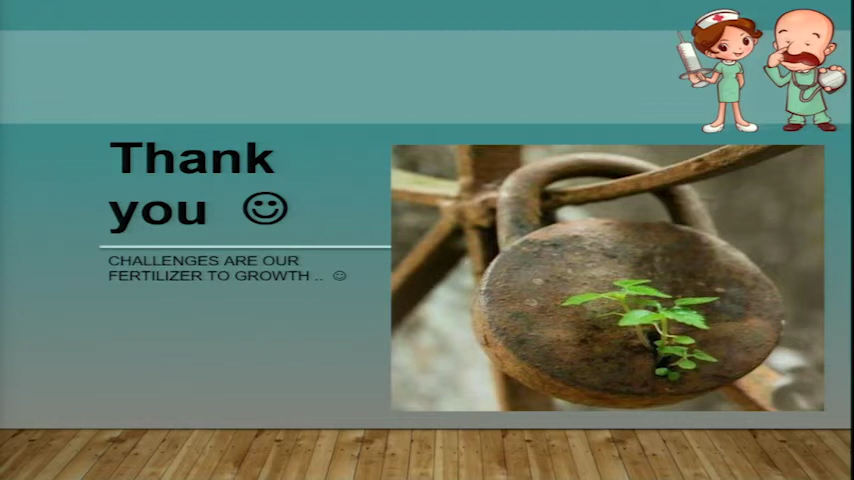 Thank
you ☺
CHALLENGES ARE OUR
FERTILIZER TO GROWTH .. ☺